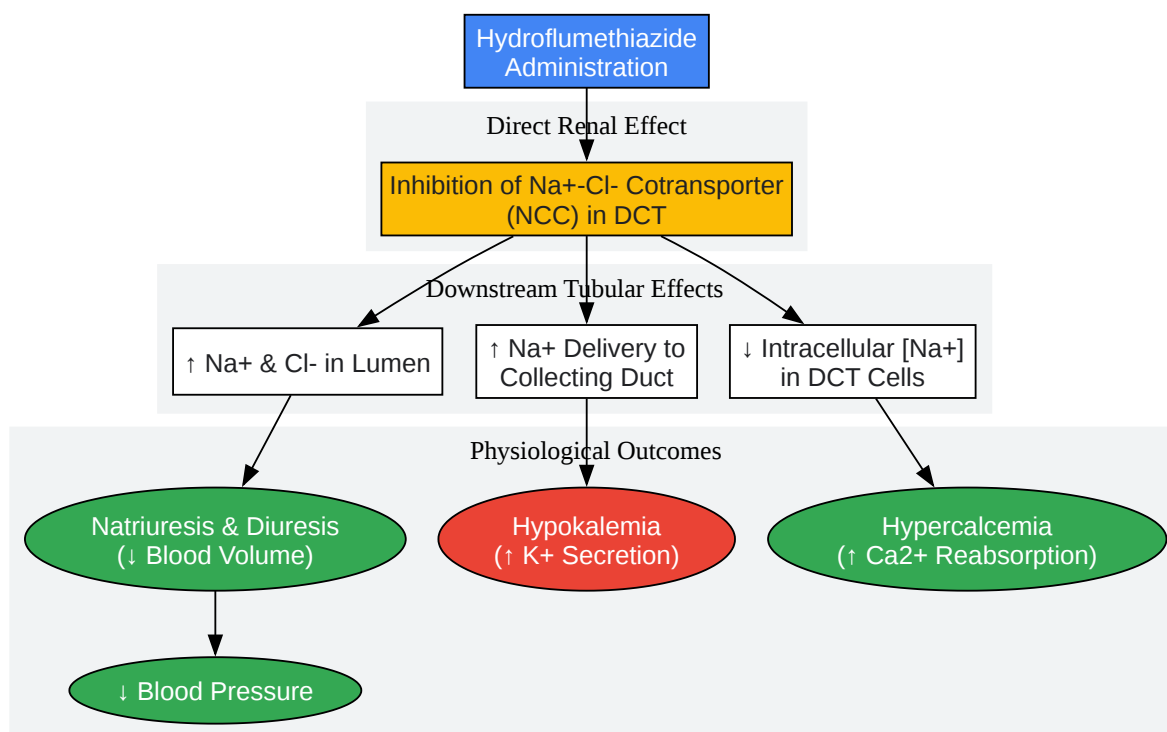 Hydroflumethiazide
Administration
Direct Renal Effect
Inhibition of Na+-Cl- Cotransporter
(NCC) in DCT
Downstream Tubular Effects
↑ Na+ & Cl- in Lumen
↑ Na+ Delivery to
Collecting Duct
↓ Intracellular [Na+]
in DCT Cells
Physiological Outcomes
Natriuresis & Diuresis
(↓ Blood Volume)
Hypokalemia
(↑ K+ Secretion)
Hypercalcemia
(↑ Ca2+ Reabsorption)
↓ Blood Pressure